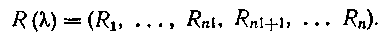 R (λ) = (R₁, ..., Rₙ₁, Rₙ₁₊₁, ... Rₙ).